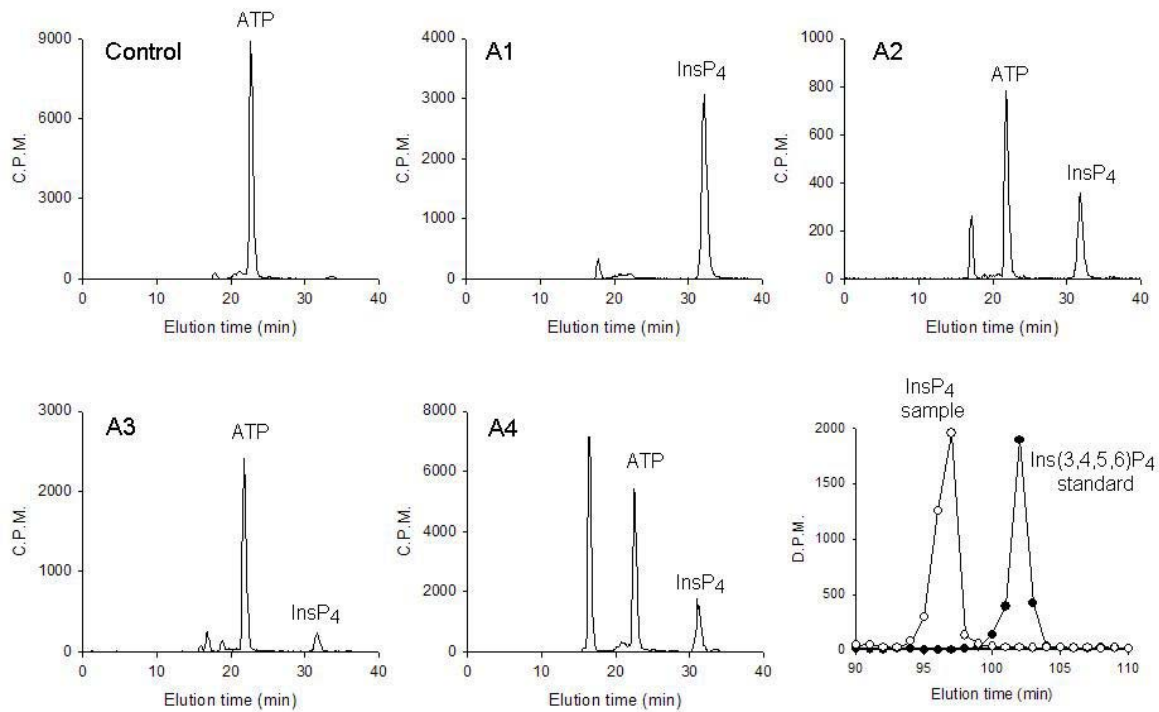 ATP
9000
Control
6000
3000
0
C.P.M.
0 10 20 30 40
Elution time (min)
4000
A1
InsP4
3000
2000
1000
0
C.P.M.
0 10 20 30 40
Elution time (min)
1000
A2
ATP
800
600
InsP4
400
200
0
C.P.M.
0 10 20 30 40
Elution time (min)
3000
A3
ATP
2000
1000
InsP4
0
C.P.M.
0 10 20 30 40
Elution time (min)
8000
A4
ATP
6000
4000
InsP4
2000
0
C.P.M.
0 10 20 30 40
Elution time (min)
InsP4
sample
2000
Ins(3,4,5,6)P4
standard
1500
1000
500
0
D.P.M.
90 95 100 105 110
Elution time (min)